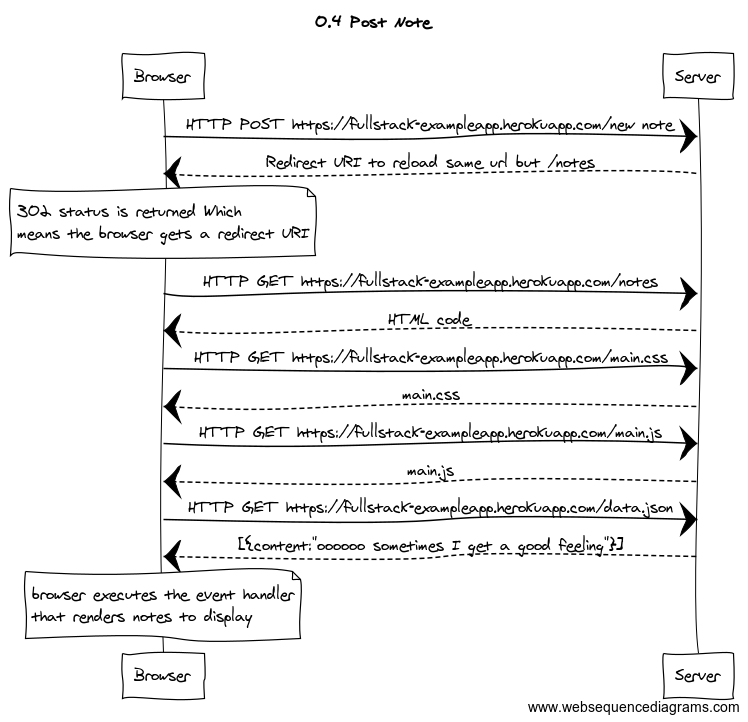 0.4 Post Note
Browser
Server
HTTP POST https://fullstack-exampleapp.herokuapp.com/new note
Redirect URI to reload same url but /notes
302 status is returned Which
means the browser gets a redirect URI
HTTP GET https://fullstack-exampleapp.herokuapp.com/notes
HTML code
HTTP GET https://fullstack-exampleapp.herokuapp.com/main.css
main.css
HTTP GET https://fullstack-exampleapp.herokuapp.com/main.js
main.js
HTTP GET https://fullstack-exampleapp.herokuapp.com/data.json
[{content:"oooooo sometimes I get a good feeling"}]
browser executes the event handler
that renders notes to display
Browser
Server
www.websequencediagrams.com